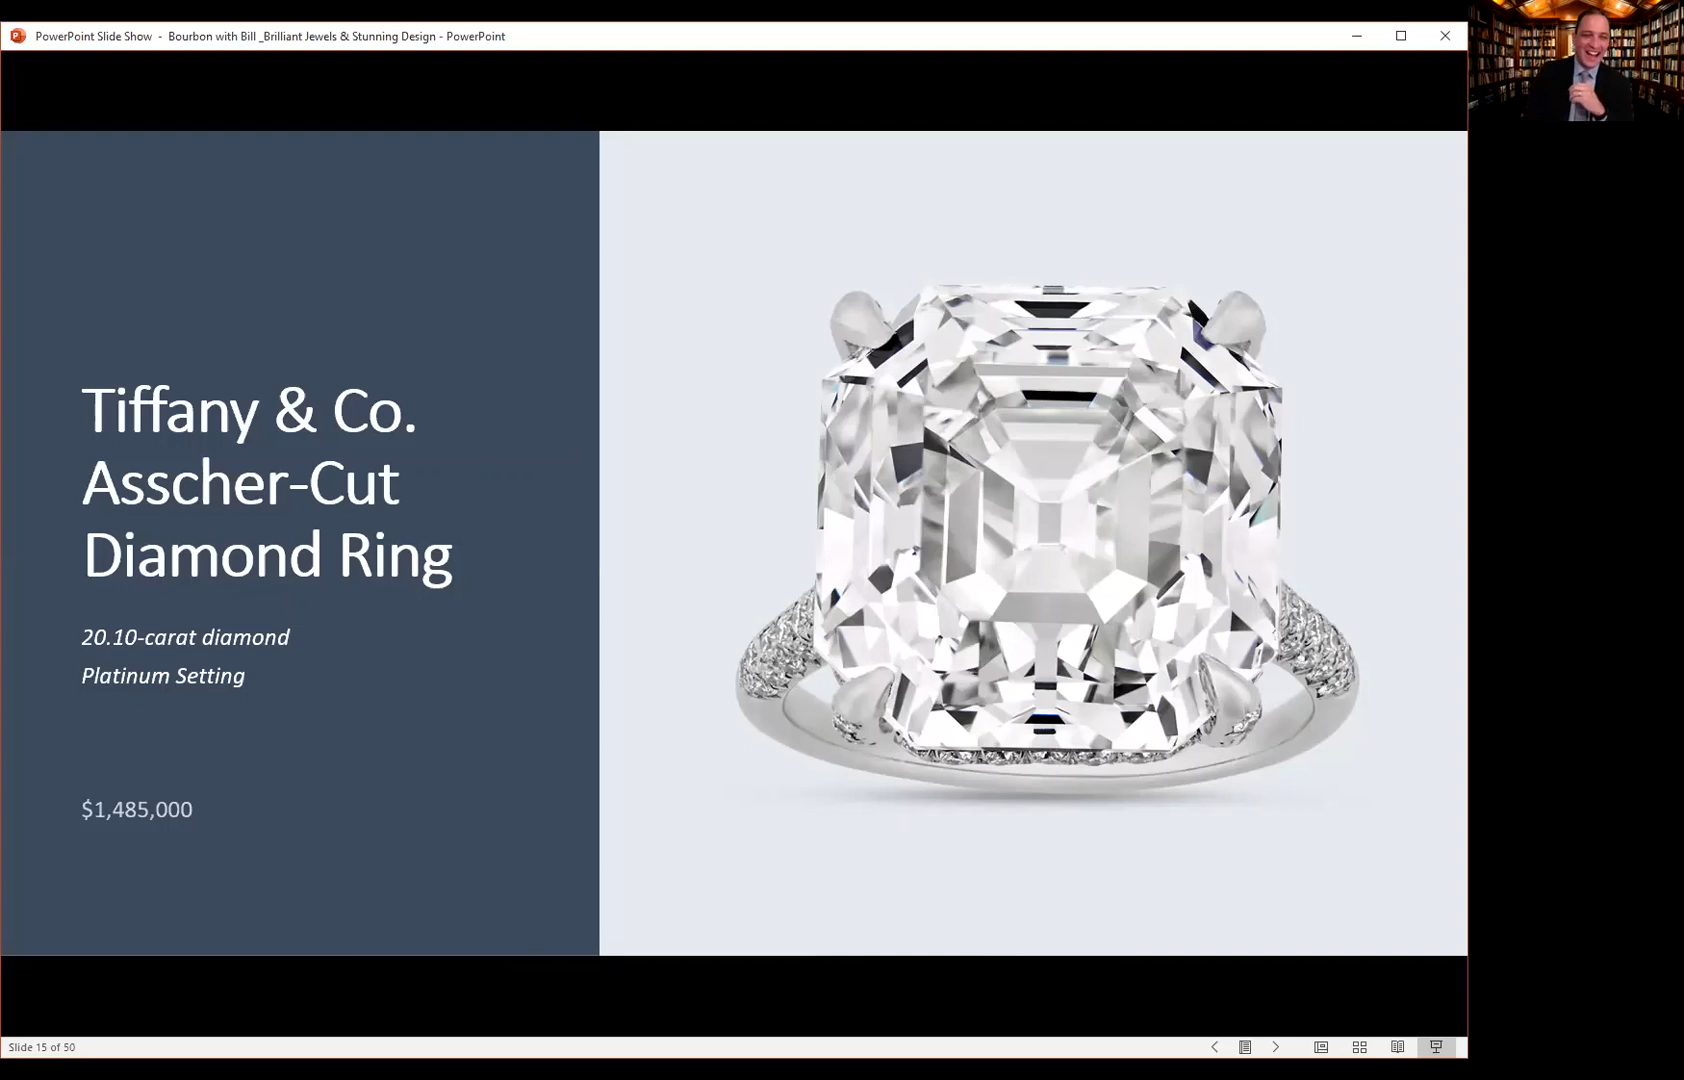 PowerPoint Slide Show - Bourbon with Bill _Brilliant Jewels & Stunning Design - PowerPoint
Tiffany & Co.
Asscher-Cut
Diamond Ring
20.10-carat diamond
Platinum Setting
$1,485,000
Slide 15 of 50